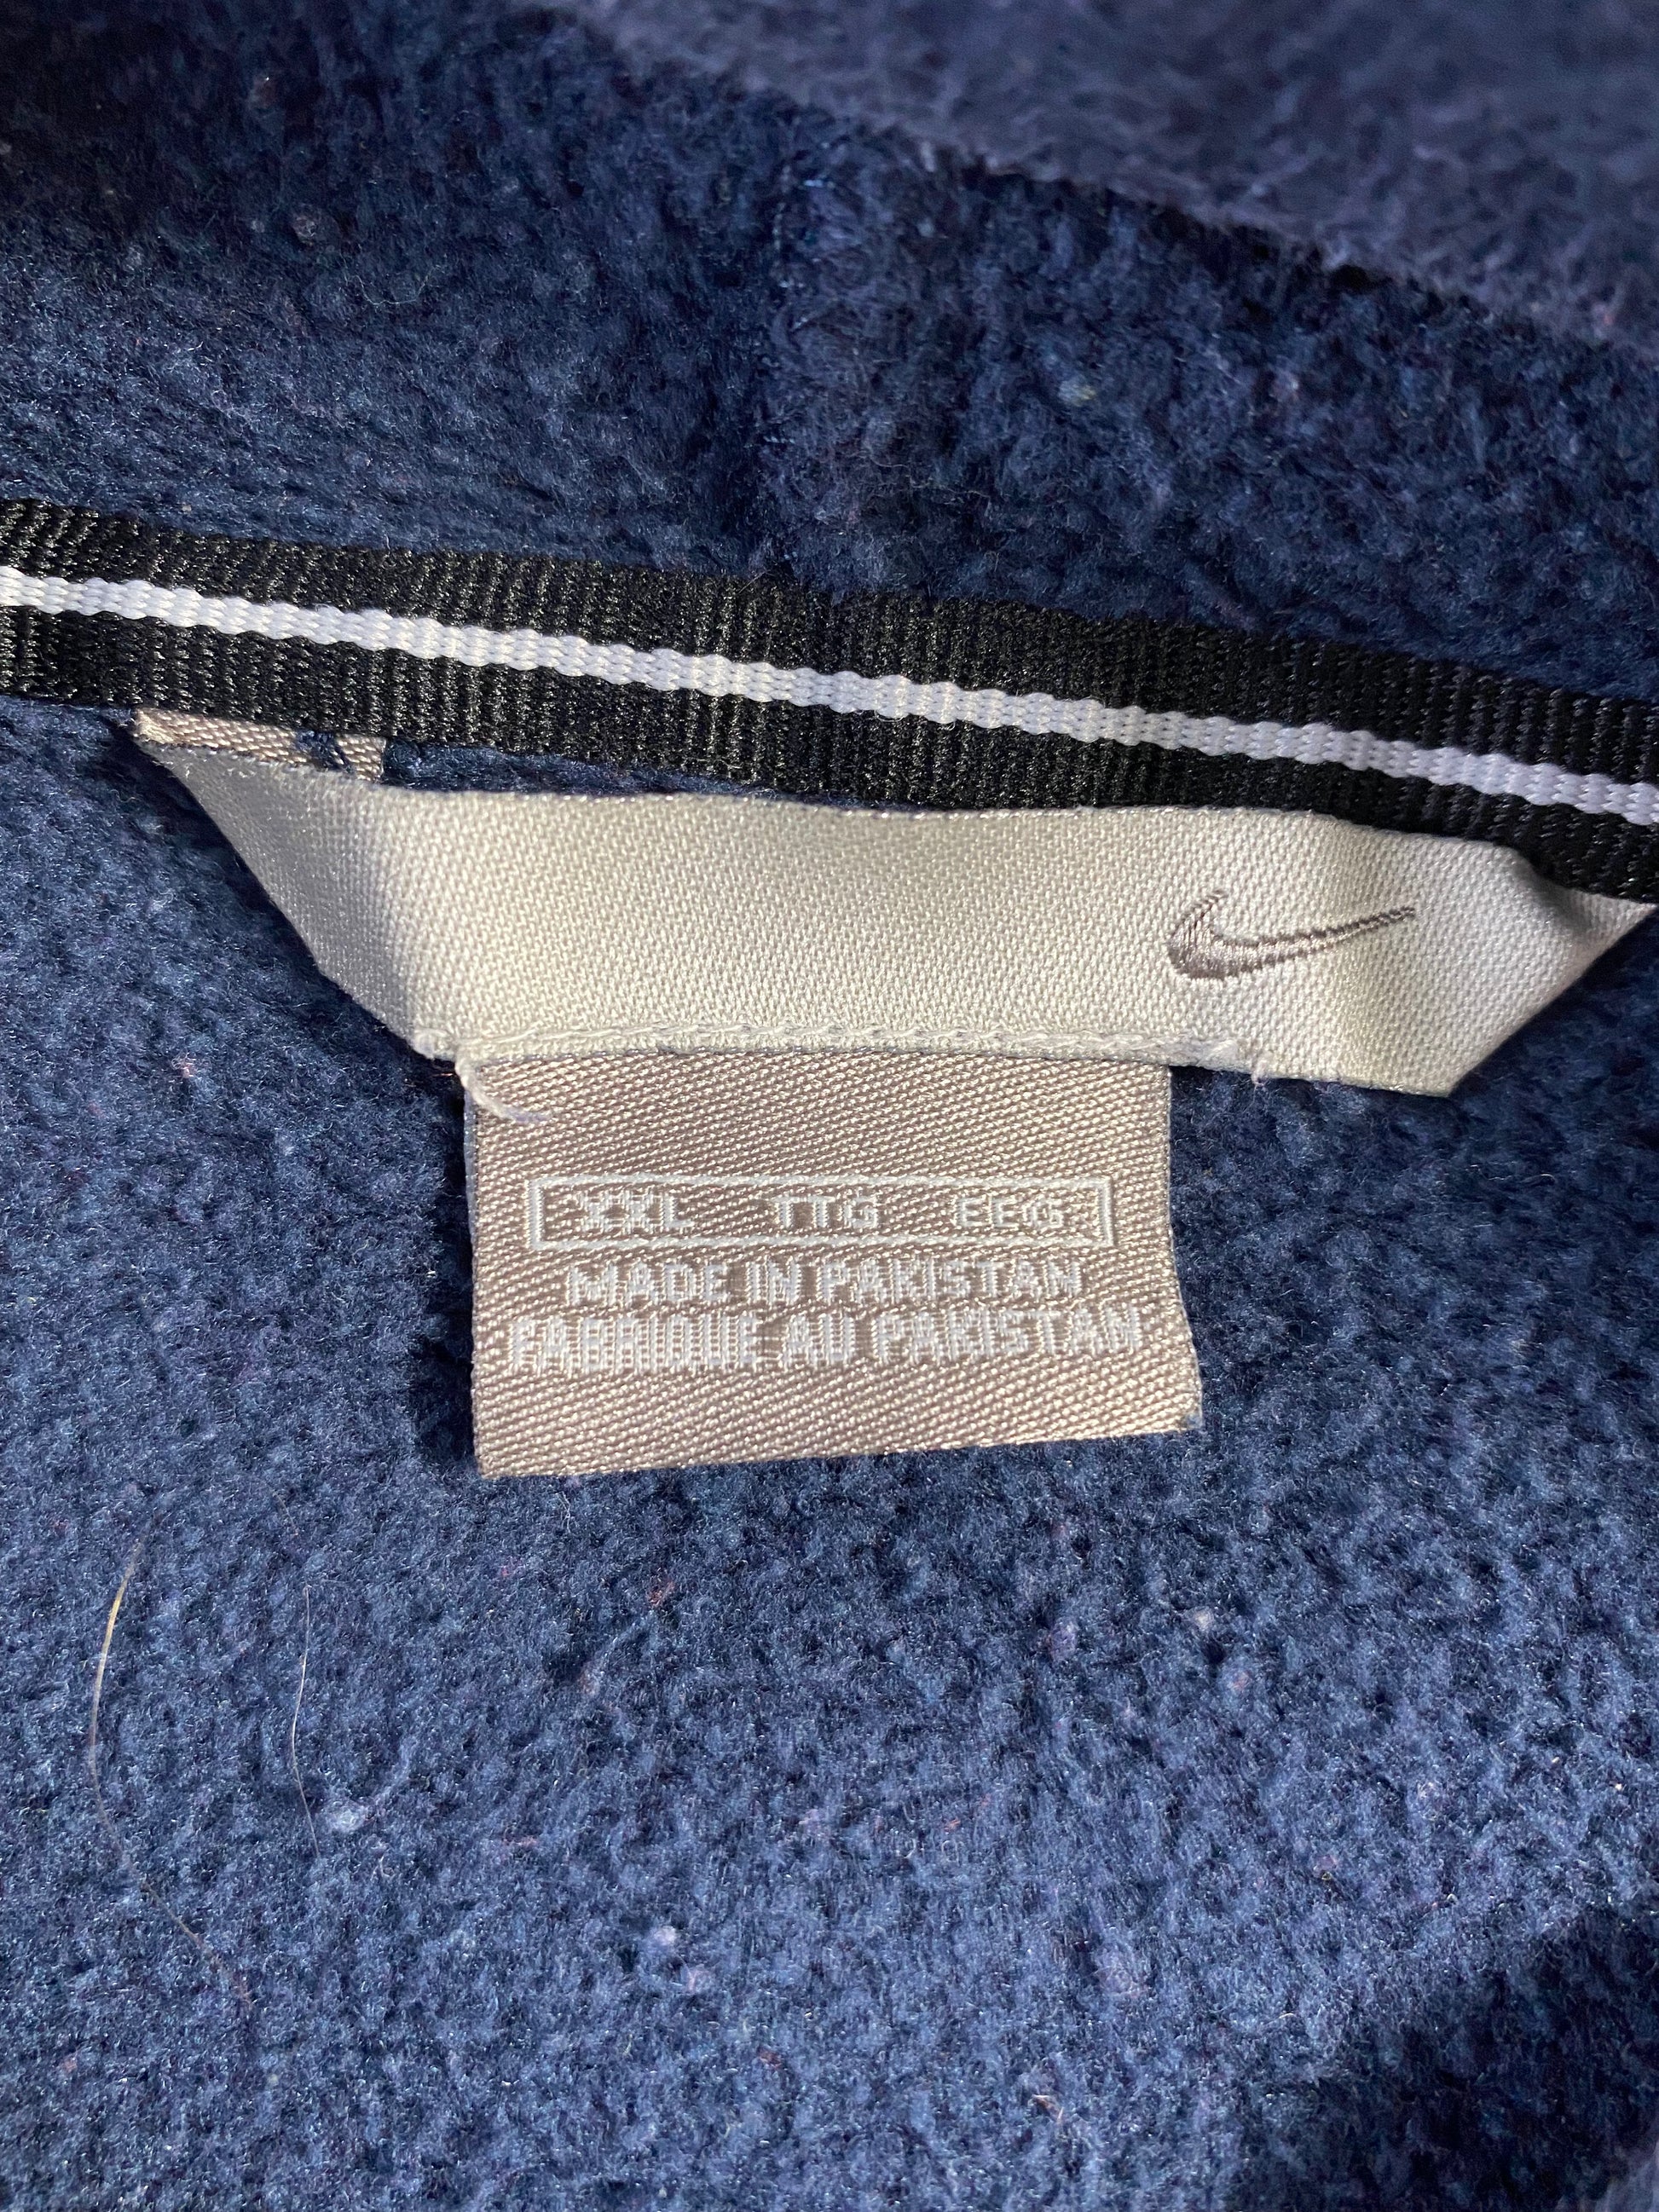 XXL TTG EEG
MADE IN PAKISTAN
FABRIQUE AU PAKISTAN